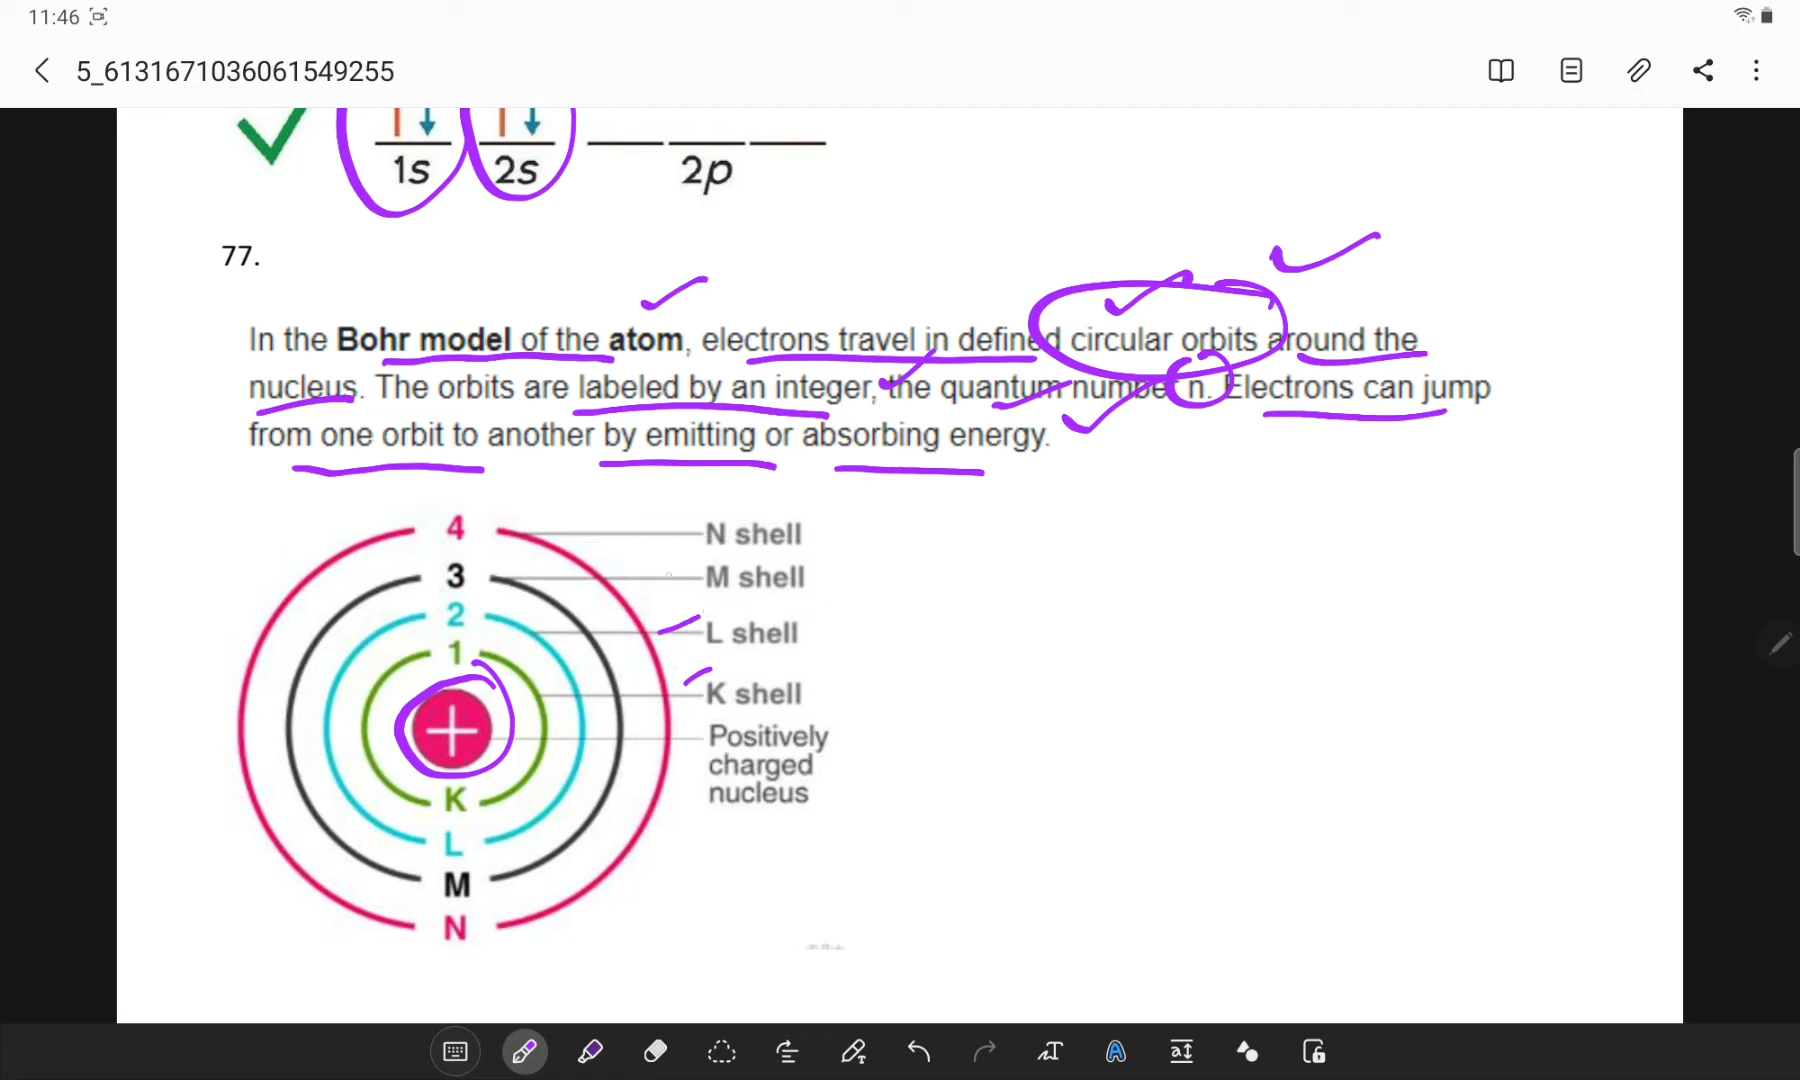 11:46
5_6131671036061549255
1s 2s 2p
77.
In the Bohr model of the atom, electrons travel in defined circular orbits around the
nucleus. The orbits are labeled by an integer, the quantum number n. Electrons can jump
from one orbit to another by emitting or absorbing energy.
4 N shell
3 M shell
2 L shell
1 K shell
+ Positively
charged
nucleus
K
L
M
N